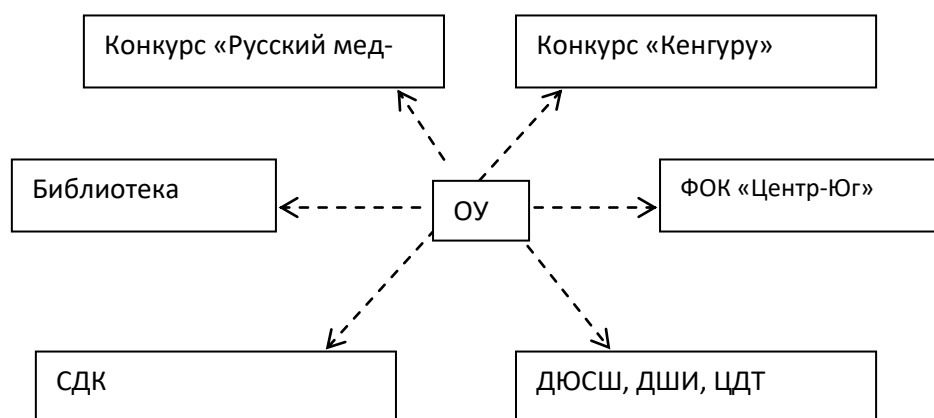 Конкурс «Русский мед-
Конкурс «Кенгуру»
Библиотека
ОУ
ФОК «Центр-Юг»
СДК
ДЮСШ, ДШИ, ЦДТ